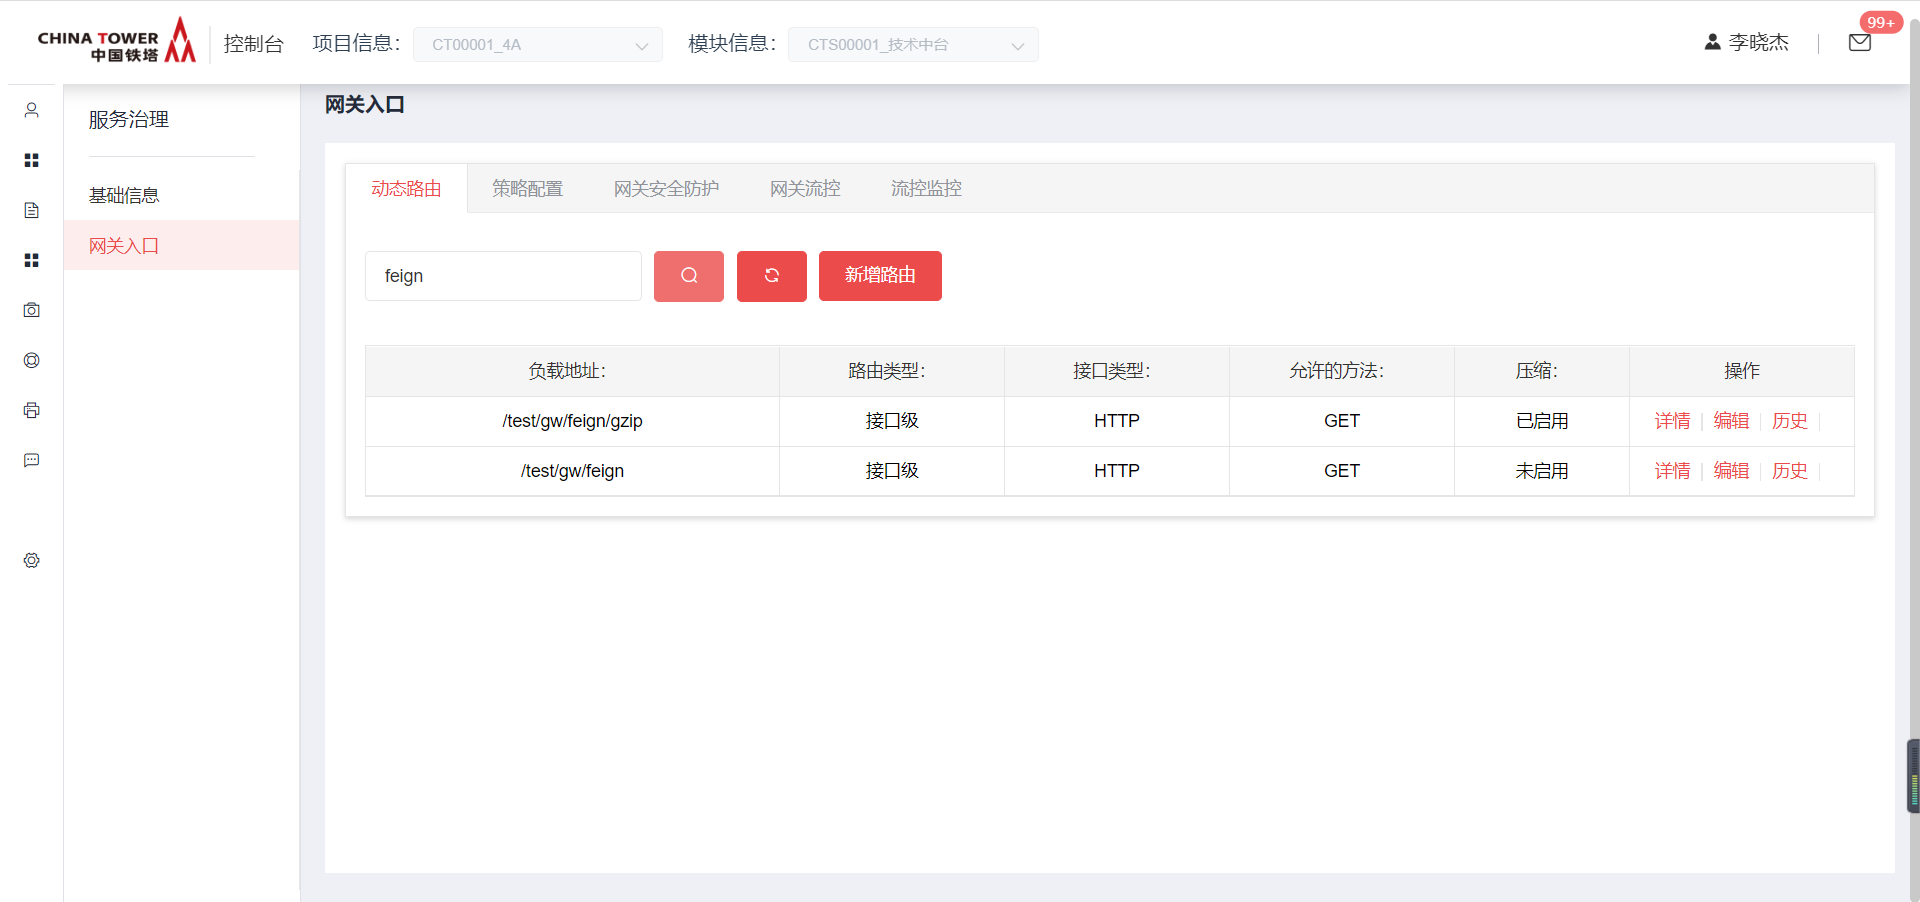 CHINA TOWER
中国铁塔
控制台
项目信息:
CT00001_4A
模块信息:
CTS00001_技术中台
李晓杰
99+
服务治理
基础信息
网关入口
网关入口
动态路由
策略配置
网关安全防护
网关流控
流控监控
feign
新增路由
负载地址: 路由类型: 接口类型: 允许的方法: 压缩: 操作
/test/gw/feign/gzip 接口级 HTTP GET 已启用 详情 编辑 历史
/test/gw/feign 接口级 HTTP GET 未启用 详情 编辑 历史